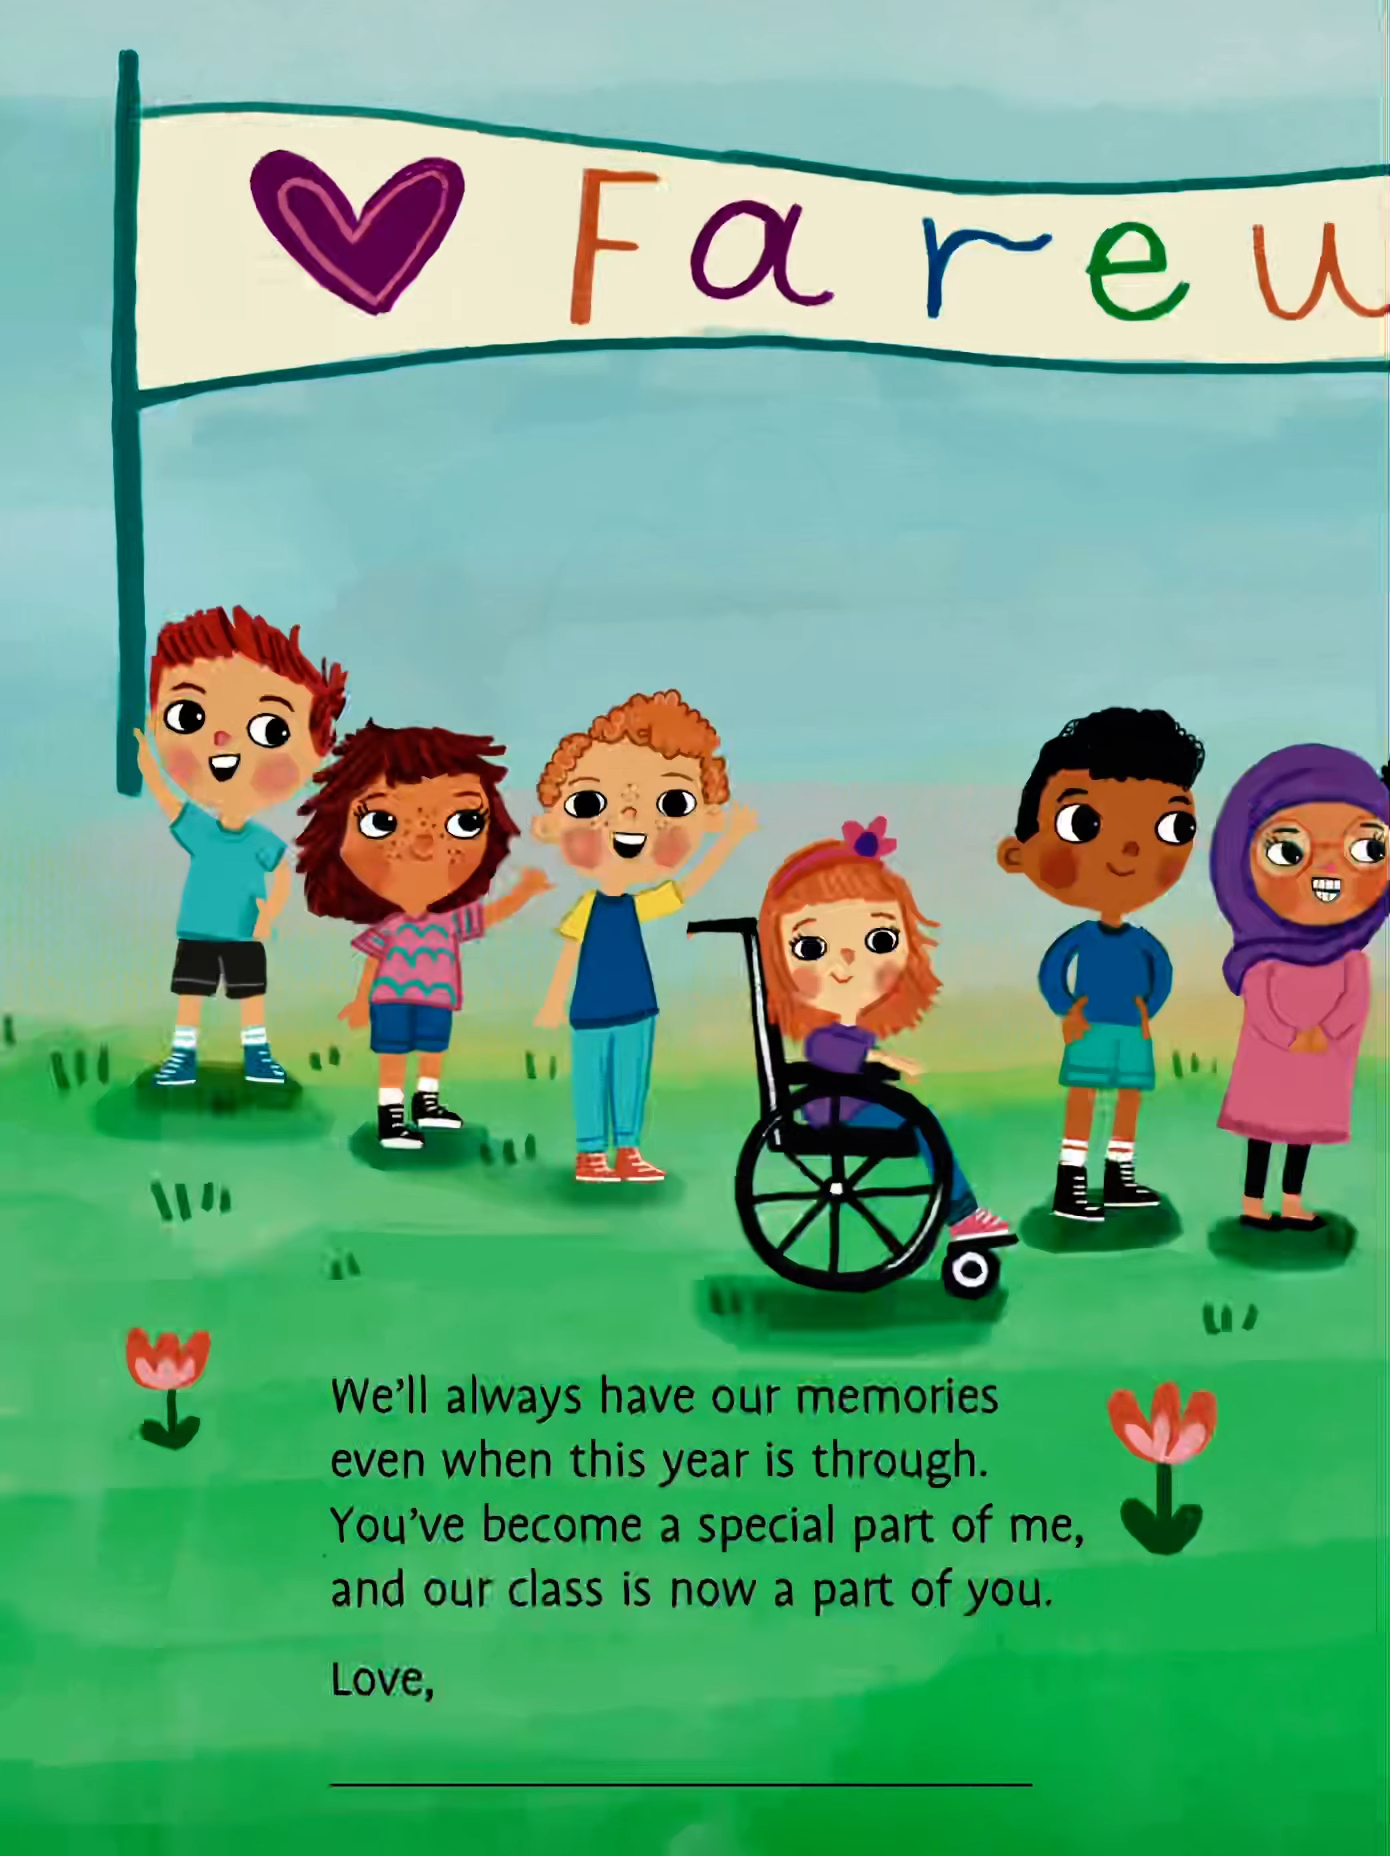 Farew
We'll always have our memories
even when this year is through.
You've become a special part of me,
and our class is now a part of you.
Love,